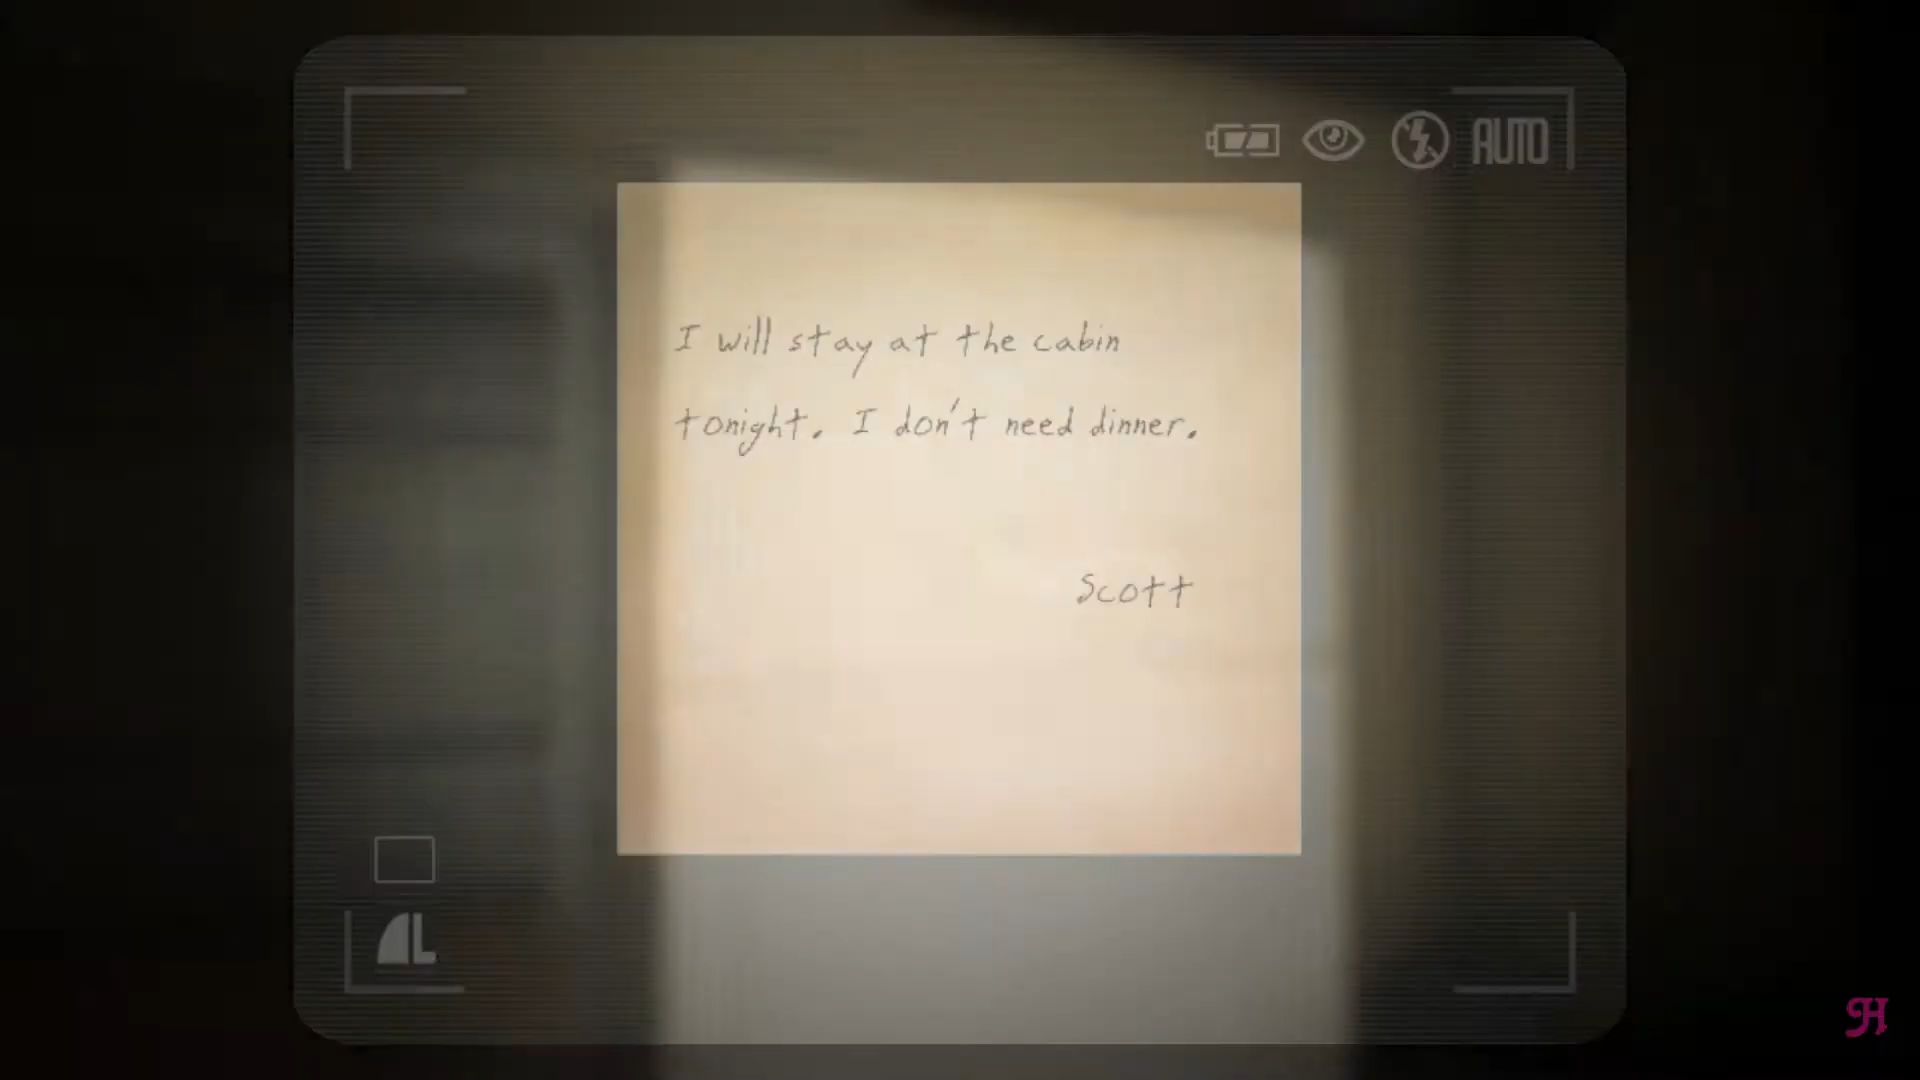 AUTO
I will stay at the cabin
tonight. I don't need dinner.
Scott
L